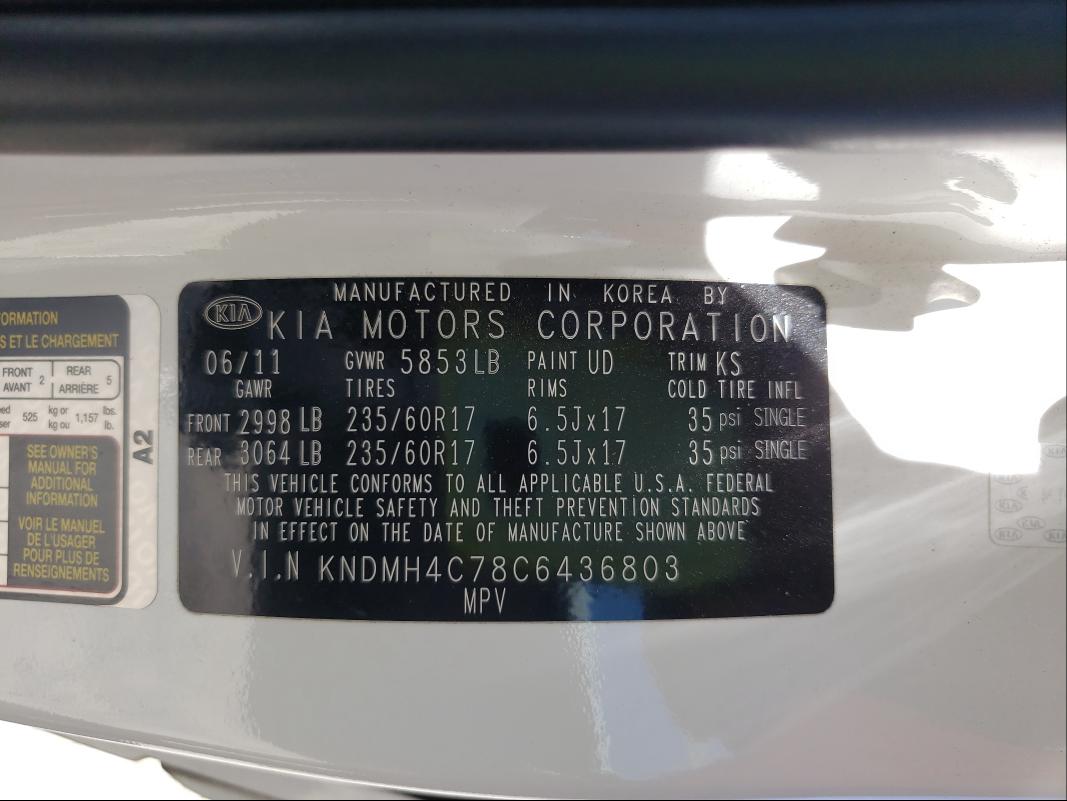 MANUFACTURED IN KOREA BY
KIA KIA MOTORS CORPORATION
06/11 GVWR 5853LB PAINT UD TRIM KS
GAWR TIRES RIMS COLD TIRE INFL
FRONT 2998 LB 235/60R17 6.5Jx17 35 psi SINGLE
REAR 3064 LB 235/60R17 6.5Jx17 35 psi SINGLE
THIS VEHICLE CONFORMS TO ALL APPLICABLE U.S.A. FEDERAL
MOTOR VEHICLE SAFETY AND THEFT PREVENTION STANDARDS
IN EFFECT ON THE DATE OF MANUFACTURE SHOWN ABOVE
V.I.N KNDMH4C78C6436803
MPV
ET LE CHARGEMENT
FRONT
AVANT 2
REAR
ARRIÈRE 5
525 kg or
kg ou 1,157 lbs.
lb.
SEE OWNER'S
MANUAL FOR
ADDITIONAL
INFORMATION
VOIR LE MANUEL
DE L'USAGER
POUR PLUS DE
RENSEIGNEMENTS
A2
KIA
KIA
KIA